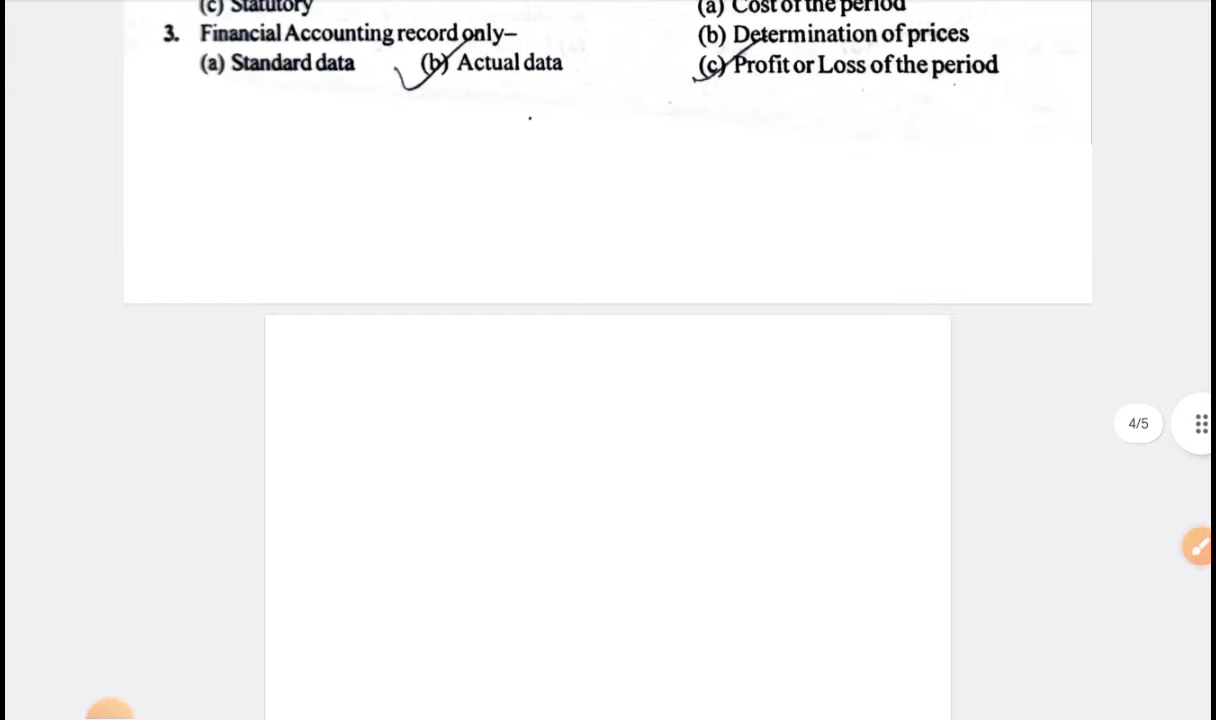 (c) Statutory
3. Financial Accounting record only–
(a) Standard data (b) Actual data
(a) Cost of the period
(b) Determination of prices
(c) Profit or Loss of the period
4/5